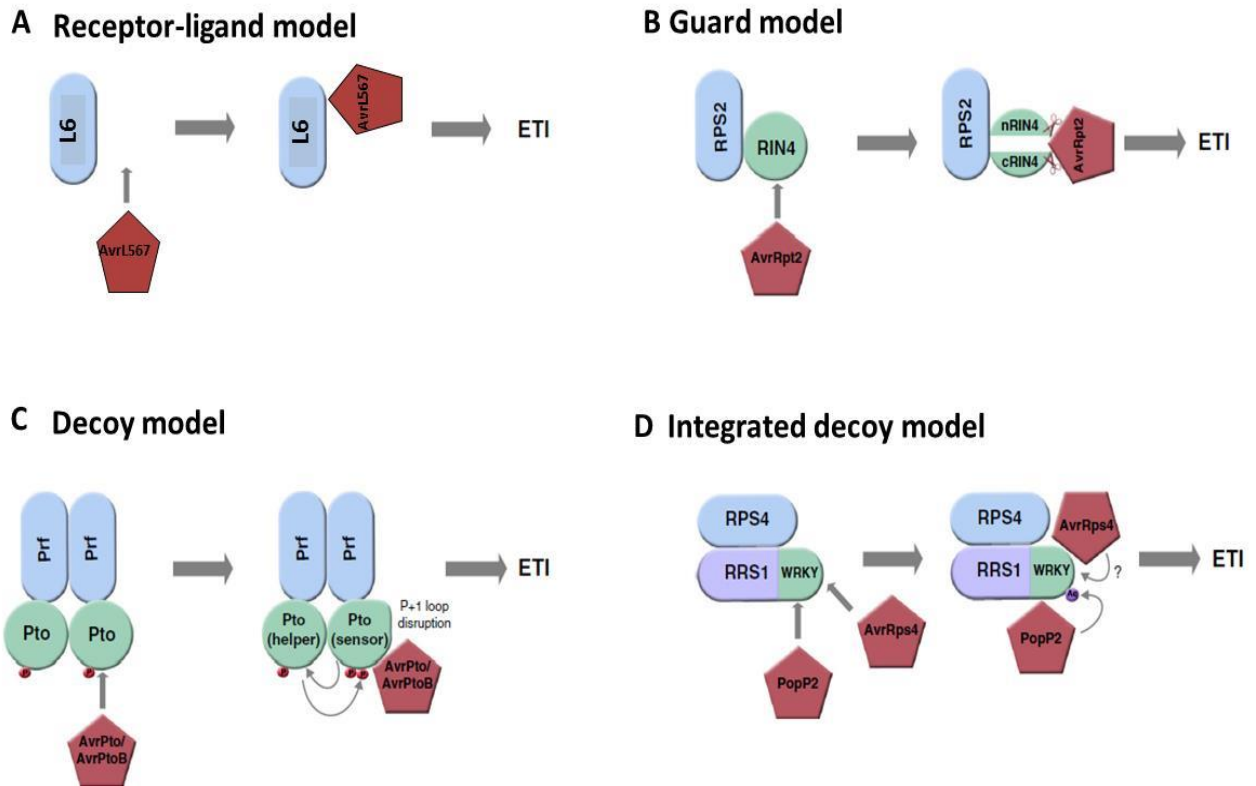 A Receptor-ligand model
L6
AvrL567
L6
AvrL567
ETI
B Guard model
RPS2
RIN4
AvrRpt2
RPS2
nRIN4
cRIN4
AvrRpt2
ETI
C Decoy model
Prf
Prf
Pto
Pto
P
P
AvrPto/
AvrPtoB
Prf
Prf
Pto
(helper)
Pto
(sensor)
P+1 loop
disruption
P
P
P
AvrPto/
AvrPtoB
ETI
D Integrated decoy model
RPS4
RRS1
WRKY
AvrRps4
PopP2
RPS4
AvrRps4
RRS1
WRKY
?
Ac
PopP2
ETI